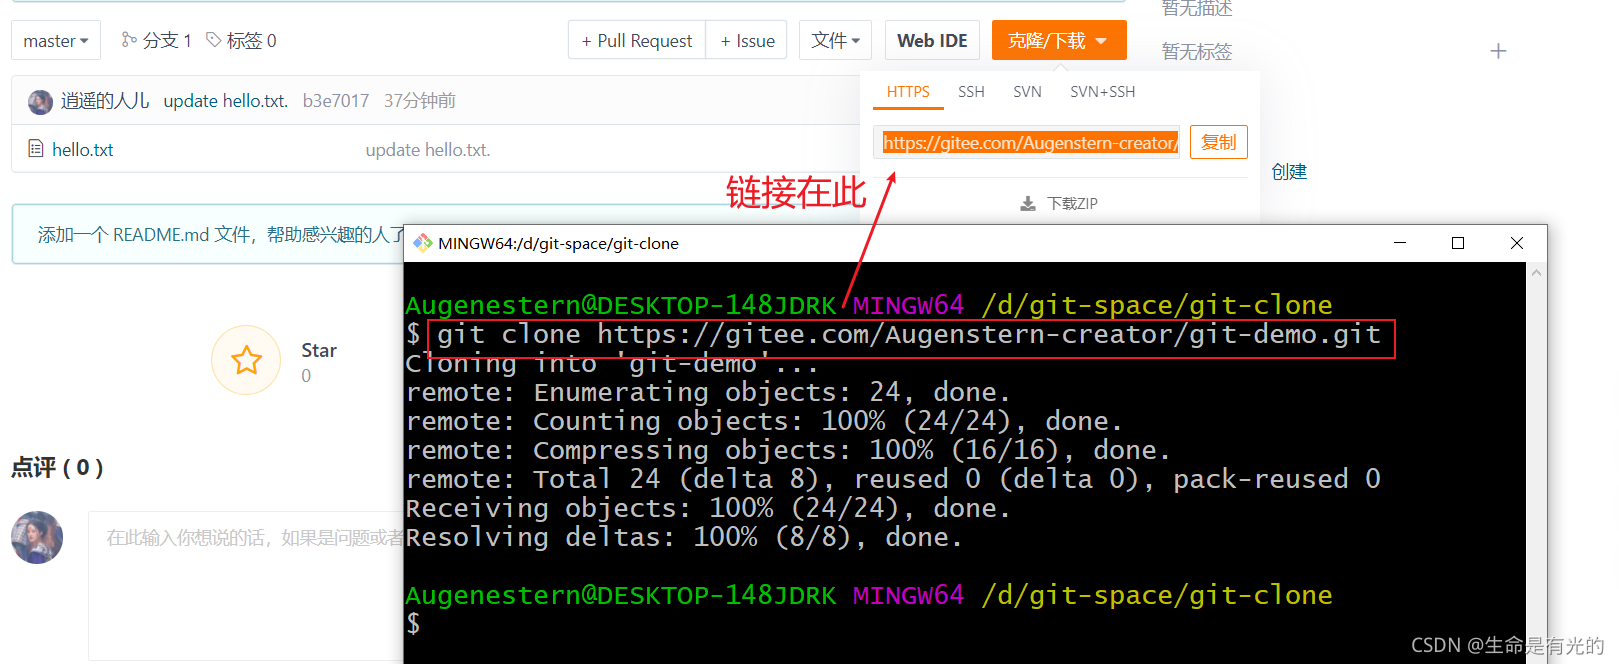 暂无描述
master 分支 1 标签 0 + Pull Request + Issue 文件 Web IDE 克隆/下载 暂无标签
HTTPS SSH SVN SVN+SSH
逍遥的人儿 update hello.txt. b3e7017 37分钟前
hello.txt update hello.txt.
https://gitee.com/Augenstern-creator/ 复制
创建
链接在此
下载ZIP
添加一个 README.md 文件，帮助感兴趣的人了
MINGW64:/d/git-space/git-clone
Augenestern@DESKTOP-148JDRK MINGW64 /d/git-space/git-clone
$ git clone https://gitee.com/Augenstern-creator/git-demo.git
Cloning into 'git-demo'...
remote: Enumerating objects: 24, done.
remote: Counting objects: 100% (24/24), done.
remote: Compressing objects: 100% (16/16), done.
remote: Total 24 (delta 8), reused 0 (delta 0), pack-reused 0
Receiving objects: 100% (24/24), done.
Resolving deltas: 100% (8/8), done.
Augenestern@DESKTOP-148JDRK MINGW64 /d/git-space/git-clone
$
Star
0
点评 ( 0 )
在此输入你想说的话，如果是问题或者
CSDN @生命是有光的